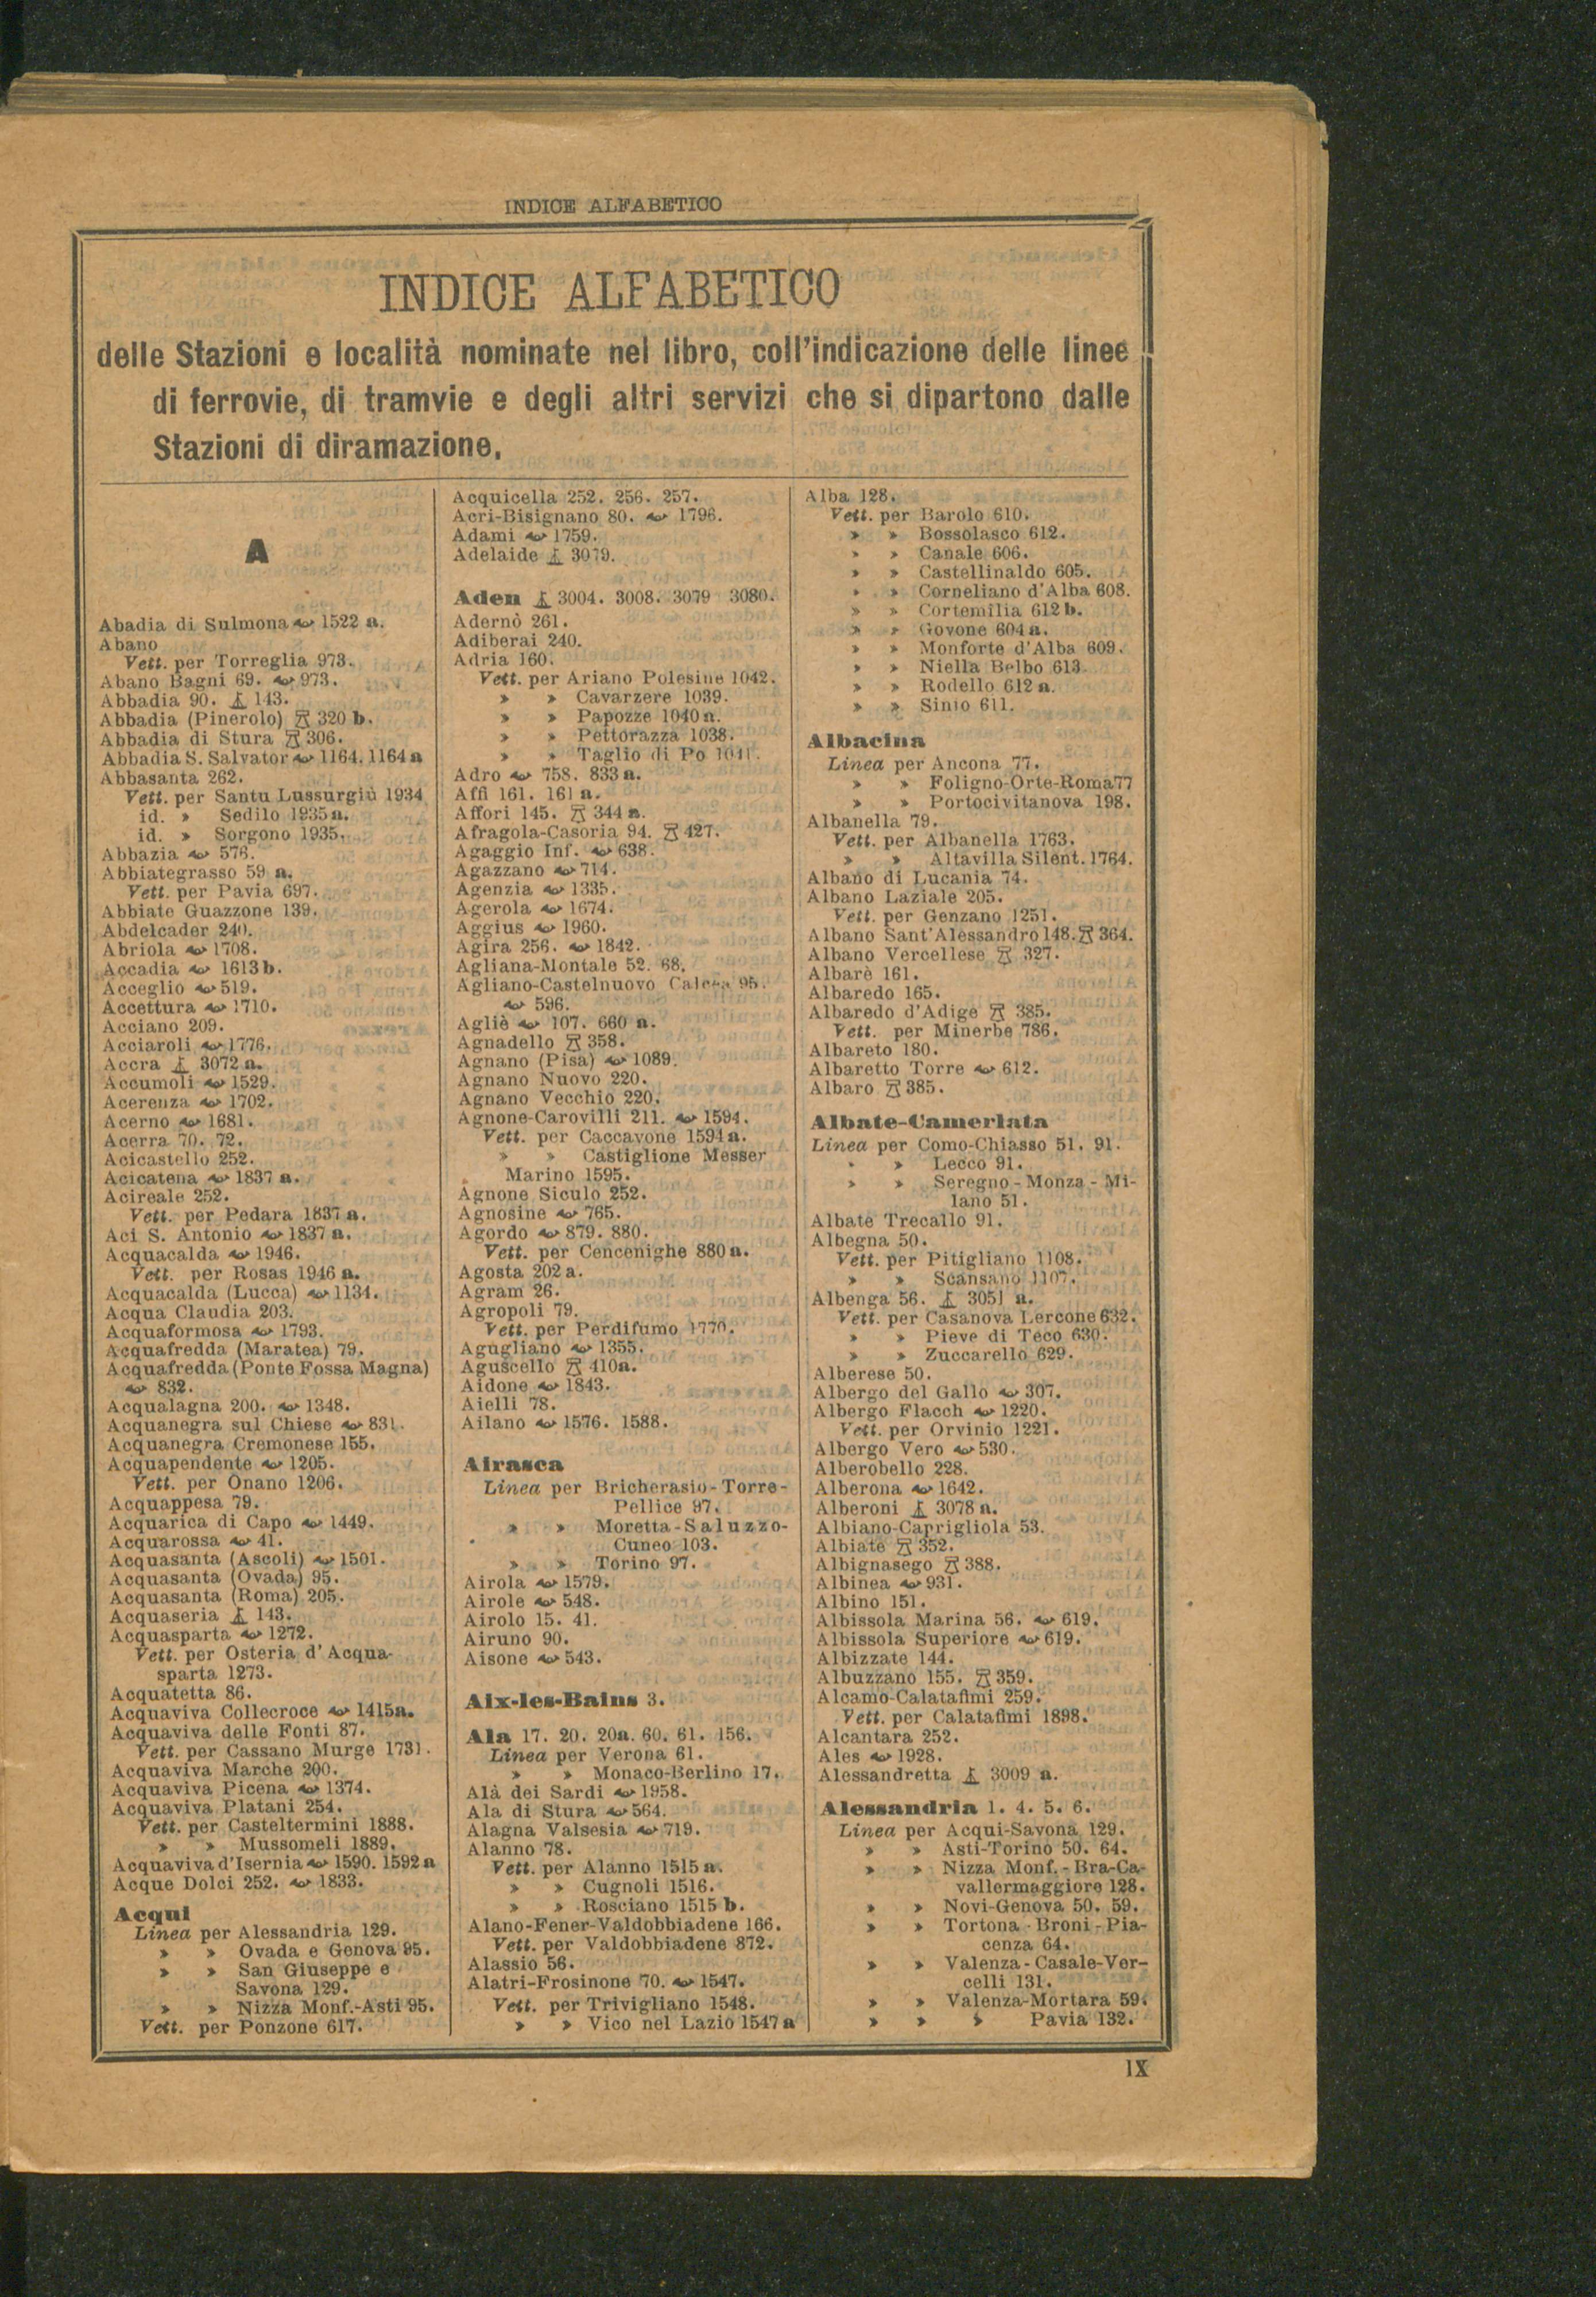 INDICE ALFABETICO
INDICE ALFABETICO
delle Stazioni e località nominate nel libro, coll'indicazione delle linee
di ferrovie, di tramvie e degli altri servizi che si dipartono dalle
Stazioni di diramazione.
A
Abadia di Sulmona 1522 a.
Abano
Vett. per Torreglia 973.
Abano Bagni 69. 973.
Abbadia 90. 143.
Abbadia (Pinerolo) 320 b.
Abbadia di Stura 306.
Abbadia S. Salvator 1164. 1164 a
Abbasanta 262.
Vett. per Santu Lussurgiù 1934
id. » Sedilo 1935 a.
id. » Sorgono 1935.
Abbazia 576.
Abbiategrasso 59 a.
Vett. per Pavia 697.
Abbiate Guazzone 139.
Abdelcader 240.
Abriola 1708.
Accadia 1613 b.
Acceglio 519.
Accettura 1710.
Acciano 209.
Acciaroli 1776.
Accra 3072 a.
Accumoli 1529.
Acerenza 1702.
Acerno 1681.
Acerra 70. 72.
Acicastello 252.
Acicatena 1837 a.
Acireale 252.
Vett. per Pedara 1837 a.
Aci S. Antonio 1837 a.
Acquacalda 1946.
Vett. per Rosas 1946 a.
Acquacalda (Lucca) 1134.
Acqua Claudia 203.
Acquaformosa 1793.
Acquafredda (Maratea) 79.
Acquafredda (Ponte Fossa Magna)
832.
Acqualagna 200. 1348.
Acquanegra sul Chiese 831.
Acquanegra Cremonese 155.
Acquapendente 1205.
Vett. per Onano 1206.
Acquappesa 79.
Acquarica di Capo 1449.
Acquarossa 41.
Acquasanta (Ascoli) 1501.
Acquasanta (Ovada) 95.
Acquasanta (Roma) 205.
Acquaseria 143.
Acquasparta 1272.
Vett. per Osteria d'Acqua-
sparta 1273.
Acquatetta 86.
Acquaviva Collecroce 1415a.
Acquaviva delle Fonti 87.
Vett. per Cassano Murge 1731.
Acquaviva Marche 200.
Acquaviva Picena 1374.
Acquaviva Platani 254.
Vett. per Casteltermini 1888.
» » Mussomeli 1889.
Acquaviva d'Isernia 1590. 1592 a
Acque Dolci 252. 1833.
Acqui
Linea per Alessandria 129.
» » Ovada e Genova 95.
» » San Giuseppe e
Savona 129.
» » Nizza Monf.-Asti 95.
Vett. per Ponzone 617.
Acquicella 252. 256. 257.
Acri-Bisignano 80. 1796.
Adami 1759.
Adelaide 3079.
Aden 3004. 3008. 3079 3080.
Adernò 261.
Adiberai 240.
Adria 160.
Vett. per Ariano Polesine 1042.
» » Cavarzere 1039.
» » Papozze 1040 a.
» » Pettorazza 1038.
» » Taglio di Po 1041.
Adro 758. 833 a.
Affi 161. 161 a.
Affori 145. 344 a.
Afragola-Casoria 94. 427.
Agaggio Inf. 638.
Agazzano 714.
Agenzia 1335.
Agerola 1674.
Aggius 1960.
Agira 256. 1842.
Agliana-Montale 52. 68.
Agliano-Castelnuovo Calcea 95.
596.
Agliè 107. 660 a.
Agnadello 358.
Agnano (Pisa) 1089.
Agnano Nuovo 220.
Agnano Vecchio 220.
Agnone-Carovilli 211. 1594.
Vett. per Caccavone 1594 a.
» » Castiglione Messer
Marino 1595.
Agnone Siculo 252.
Agnosine 765.
Agordo 879. 880.
Vett. per Cencenighe 880 a.
Agosta 202 a.
Agram 26.
Agropoli 79.
Vett. per Perdifumo 1770.
Agugliano 1355.
Aguscello 410a.
Aidone 1843.
Aielli 78.
Ailano 1576. 1588.
Airasca
Linea per Bricherasio-Torre-
Pellice 97.
» » Moretta-Saluzzo-
Cuneo 103.
» » Torino 97.
Airola 1579.
Airole 548.
Airolo 15. 41.
Airuno 90.
Aisone 543.
Aix-les-Bains 3.
Ala 17. 20. 20a. 60. 61. 156.
Linea per Verona 61.
» » Monaco-Berlino 17.
Alà dei Sardi 1958.
Ala di Stura 564.
Alagna Valsesia 719.
Alanno 78.
Vett. per Alanno 1515 a.
» » Cugnoli 1516.
» » Rosciano 1515 b.
Alano-Fener-Valdobbiadene 166.
Vett. per Valdobbiadene 872.
Alassio 56.
Alatri-Frosinone 70. 1547.
Vett. per Trivigliano 1548.
» » Vico nel Lazio 1547 a
Alba 128.
Vett. per Barolo 610.
» » Bossolasco 612.
» » Canale 606.
» » Castellinaldo 605.
» » Corneliano d'Alba 608.
» » Cortemilia 612 b.
» » Govone 604 a.
» » Monforte d'Alba 609.
» » Niella Belbo 613
» » Rodello 612 a.
» » Sinio 611.
Albacina
Linea per Ancona 77.
» » Foligno-Orte-Roma 77
» » Portocivitanova 198.
Albanella 79.
Vett. per Albanella 1763.
» » Altavilla Silent. 1764.
Albano di Lucania 74.
Albano Laziale 205.
Vett. per Genzano 1251.
Albano Sant'Alessandro 148. 364.
Albano Vercellese 327.
Albarè 161.
Albaredo 165.
Albaredo d'Adige 385.
Vett. per Minerbe 786.
Albareto 180.
Albaretto Torre 612.
Albaro 385.
Albate-Camerlata
Linea per Como-Chiasso 51. 91.
» » Lecco 91.
» » Seregno-Monza-Mi-
lano 51.
Albate Trecallo 91.
Albegna 50.
Vett. per Pitigliano 1108.
» » Scansano 1107.
Albenga 56. 3051 a.
Vett. per Casanova Lercone 632.
» » Pieve di Teco 630.
» » Zuccarello 629.
Alberese 50.
Albergo del Gallo 307.
Albergo Flacch 1220.
Vett. per Orvinio 1221.
Albergo Vero 530.
Alberobello 228.
Alberona 1642.
Alberoni 3078 a.
Albiano-Caprigliola 53.
Albiate 352.
Albignasego 388.
Albinea 931.
Albino 151.
Albissola Marina 56. 619.
Albissola Superiore 619.
Albizzate 144.
Albuzzano 155. 359.
Alcamo-Calatafimi 259.
Vett. per Calatafimi 1898.
Alcantara 252.
Ales 1928.
Alessandretta 3009 a.
Alessandria 1. 4. 5. 6.
Linea per Acqui-Savona 129.
» » Asti-Torino 50. 64.
» » Nizza Monf.-Bra-Ca-
vallermaggiore 128.
» » Novi-Genova 50. 59.
» » Tortona-Broni-Pia-
cenza 64.
» » Valenza-Casale-Ver-
celli 131.
» » Valenza-Mortara 59.
» » » Pavia 132.
IX